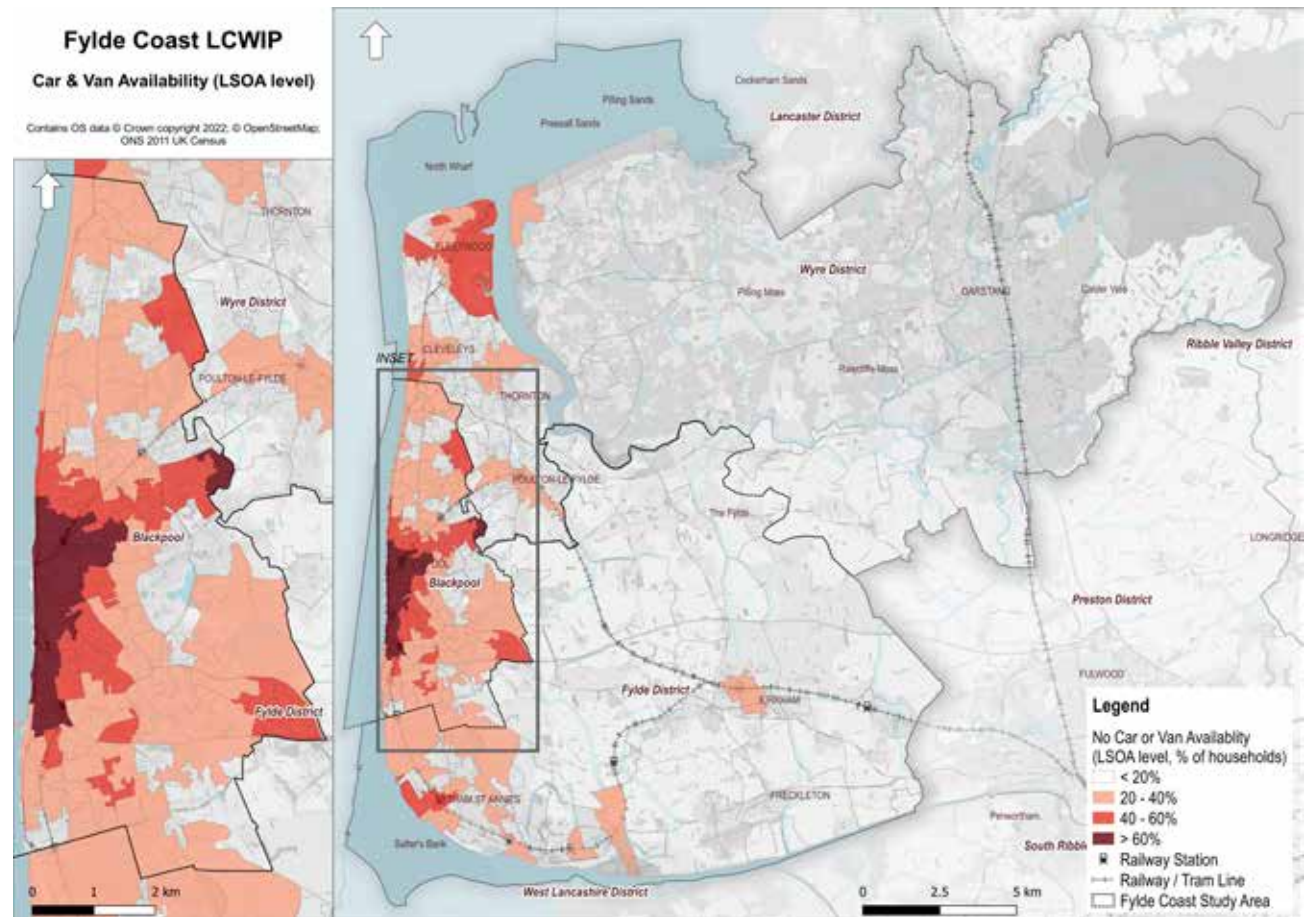 Fylde Coast LCWIP
Car & Van Availability (LSOA level)
Contains OS data © Crown copyright 2022; © OpenStreetMap;
ONS 2011 UK Census
THORNTON
Wyre District
POULTON-LE-FYLDE
Blackpool
Fylde District
0 1 2 km
Cockerham Sands
Pilling Sands
Lancaster District
Preesall Sands
North Wharf
FLEETWOOD
Wyre District
Pilling Moss
GARSTANG
Calder Vale
Ribble Valley District
CLEVELEYS
INSET
Rawcliffe Moss
THORNTON
POULTON-LE-FYLDE
The Fylde
LONGRIDGE
Blackpool
Preston District
Fylde District
KIRKHAM
FULWOOD
LYTHAM ST ANNES
FRECKLETON
Penwortham
Salter's Bank
South Ribble
West Lancashire District
0 2.5 5 km
Legend
No Car or Van Availablity
(LSOA level, % of households)
< 20%
20 - 40%
40 - 60%
> 60%
Railway Station
Railway / Tram Line
Fylde Coast Study Area